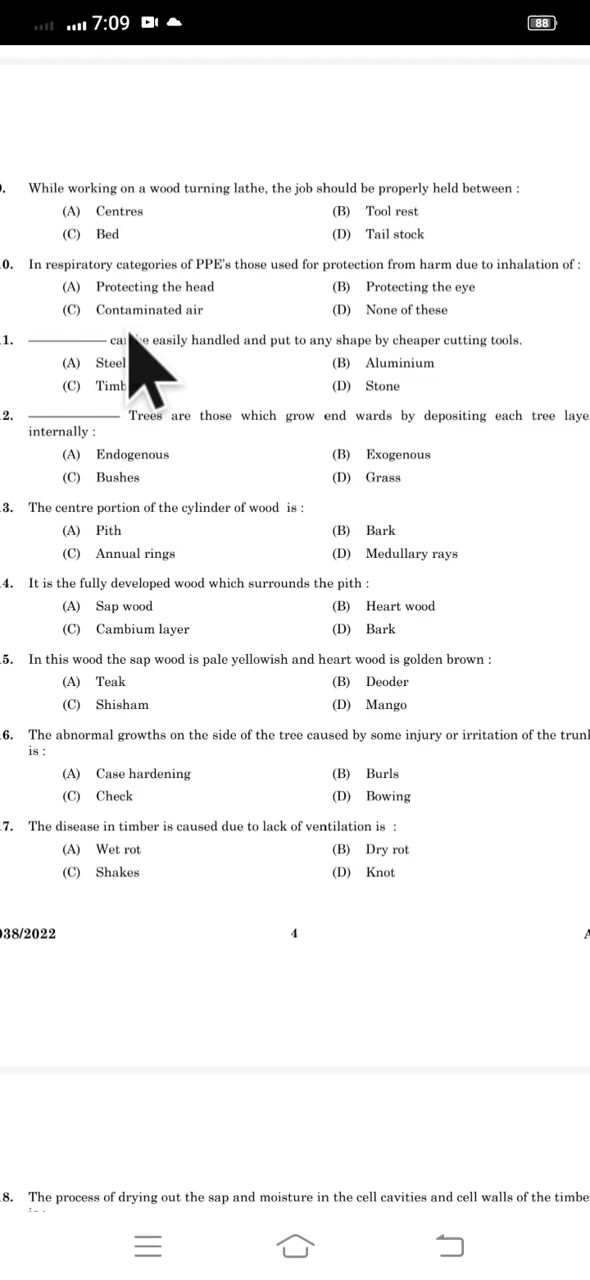 7:09 88
. While working on a wood turning lathe, the job should be properly held between :
(A) Centres (B) Tool rest
(C) Bed (D) Tail stock
0. In respiratory categories of PPE's those used for protection from harm due to inhalation of :
(A) Protecting the head (B) Protecting the eye
(C) Contaminated air (D) None of these
1. easily handled and put to any shape by cheaper cutting tools.
(A) Steel (B) Aluminium
(C) (D) Stone
2. Trees are those which grow end wards by depositing each tree laye
internally :
(A) Endogenous (B) Exogenous
(C) Bushes (D) Grass
3. The centre portion of the cylinder of wood is :
(A) Pith (B) Bark
(C) Annual rings (D) Medullary rays
4. It is the fully developed wood which surrounds the pith :
(A) Sap wood (B) Heart wood
(C) Cambium layer (D) Bark
5. In this wood the sap wood is pale yellowish and heart wood is golden brown :
(A) Teak (B) Deoder
(C) Shisham (D) Mango
6. The abnormal growths on the side of the tree caused by some injury or irritation of the trunk
is :
(A) Case hardening (B) Burls
(C) Check (D) Bowing
7. The disease in timber is caused due to lack of ventilation is :
(A) Wet rot (B) Dry rot
(C) Shakes (D) Knot
038/2022 4 A
8. The process of drying out the sap and moisture in the cell cavities and cell walls of the timbe